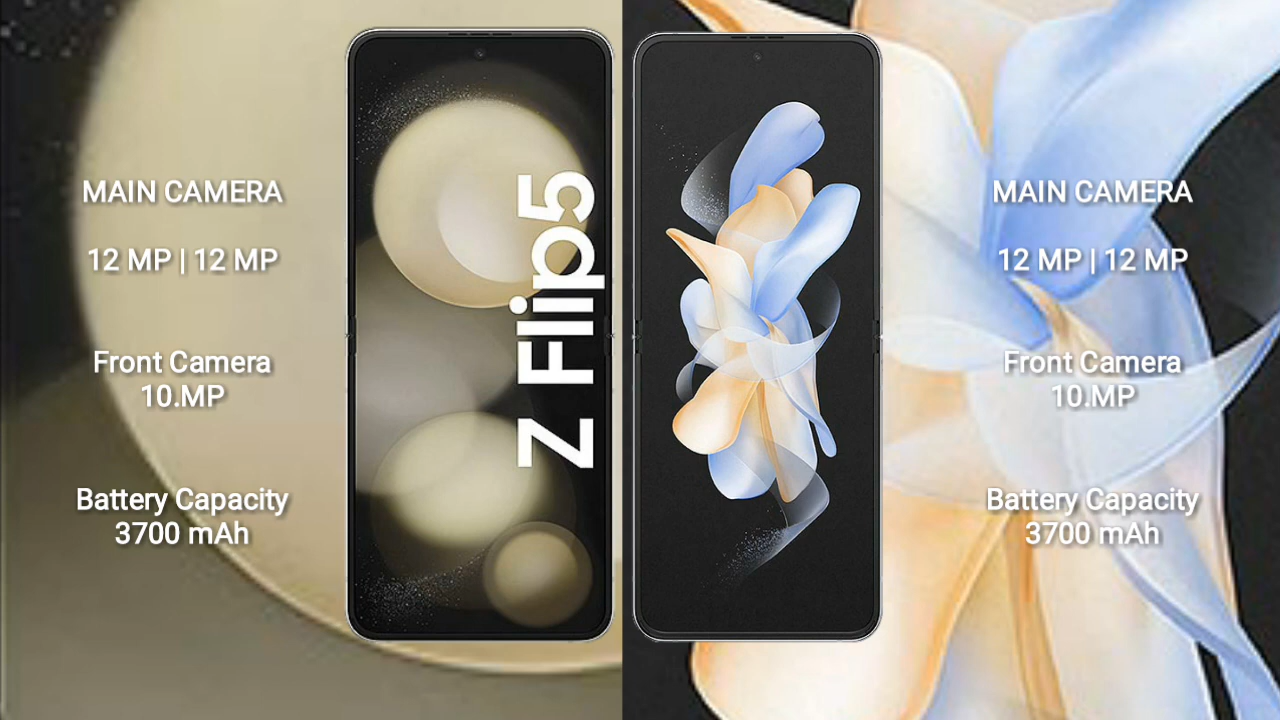 MAIN CAMERA
12 MP | 12 MP
Front Camera
10.MP
Battery Capacity
3700 mAh
Z Flip5
MAIN CAMERA
12 MP | 12 MP
Front Camera
10.MP
Battery Capacity
3700 mAh